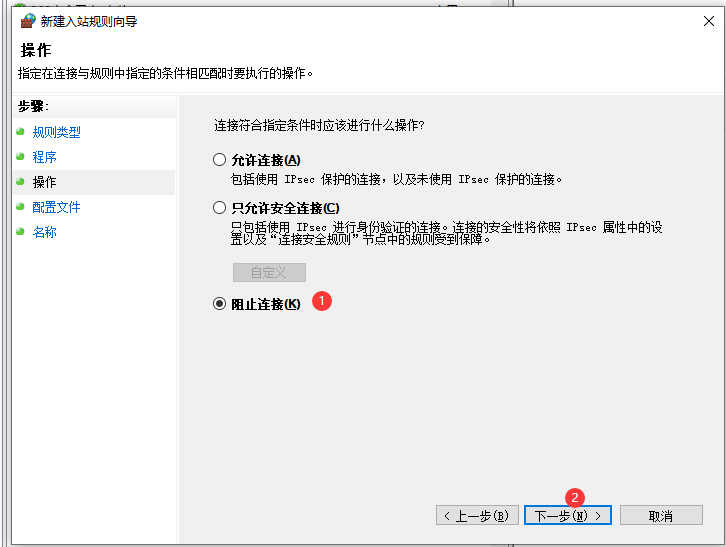 新建入站规则向导
操作
指定在连接与规则中指定的条件相匹配时要执行的操作。
步骤:
规则类型
程序
操作
配置文件
名称
连接符合指定条件时应该进行什么操作?
允许连接(A)
包括使用 IPsec 保护的连接，以及未使用 IPsec 保护的连接。
只允许安全连接(C)
只包括使用 IPsec 进行身份验证的连接。连接的安全性将依照 IPsec 属性中的设
置以及“连接安全规则”节点中的规则受到保障。
自定义
阻止连接(K)
1
2
< 上一步(B)
下一步(N) >
取消